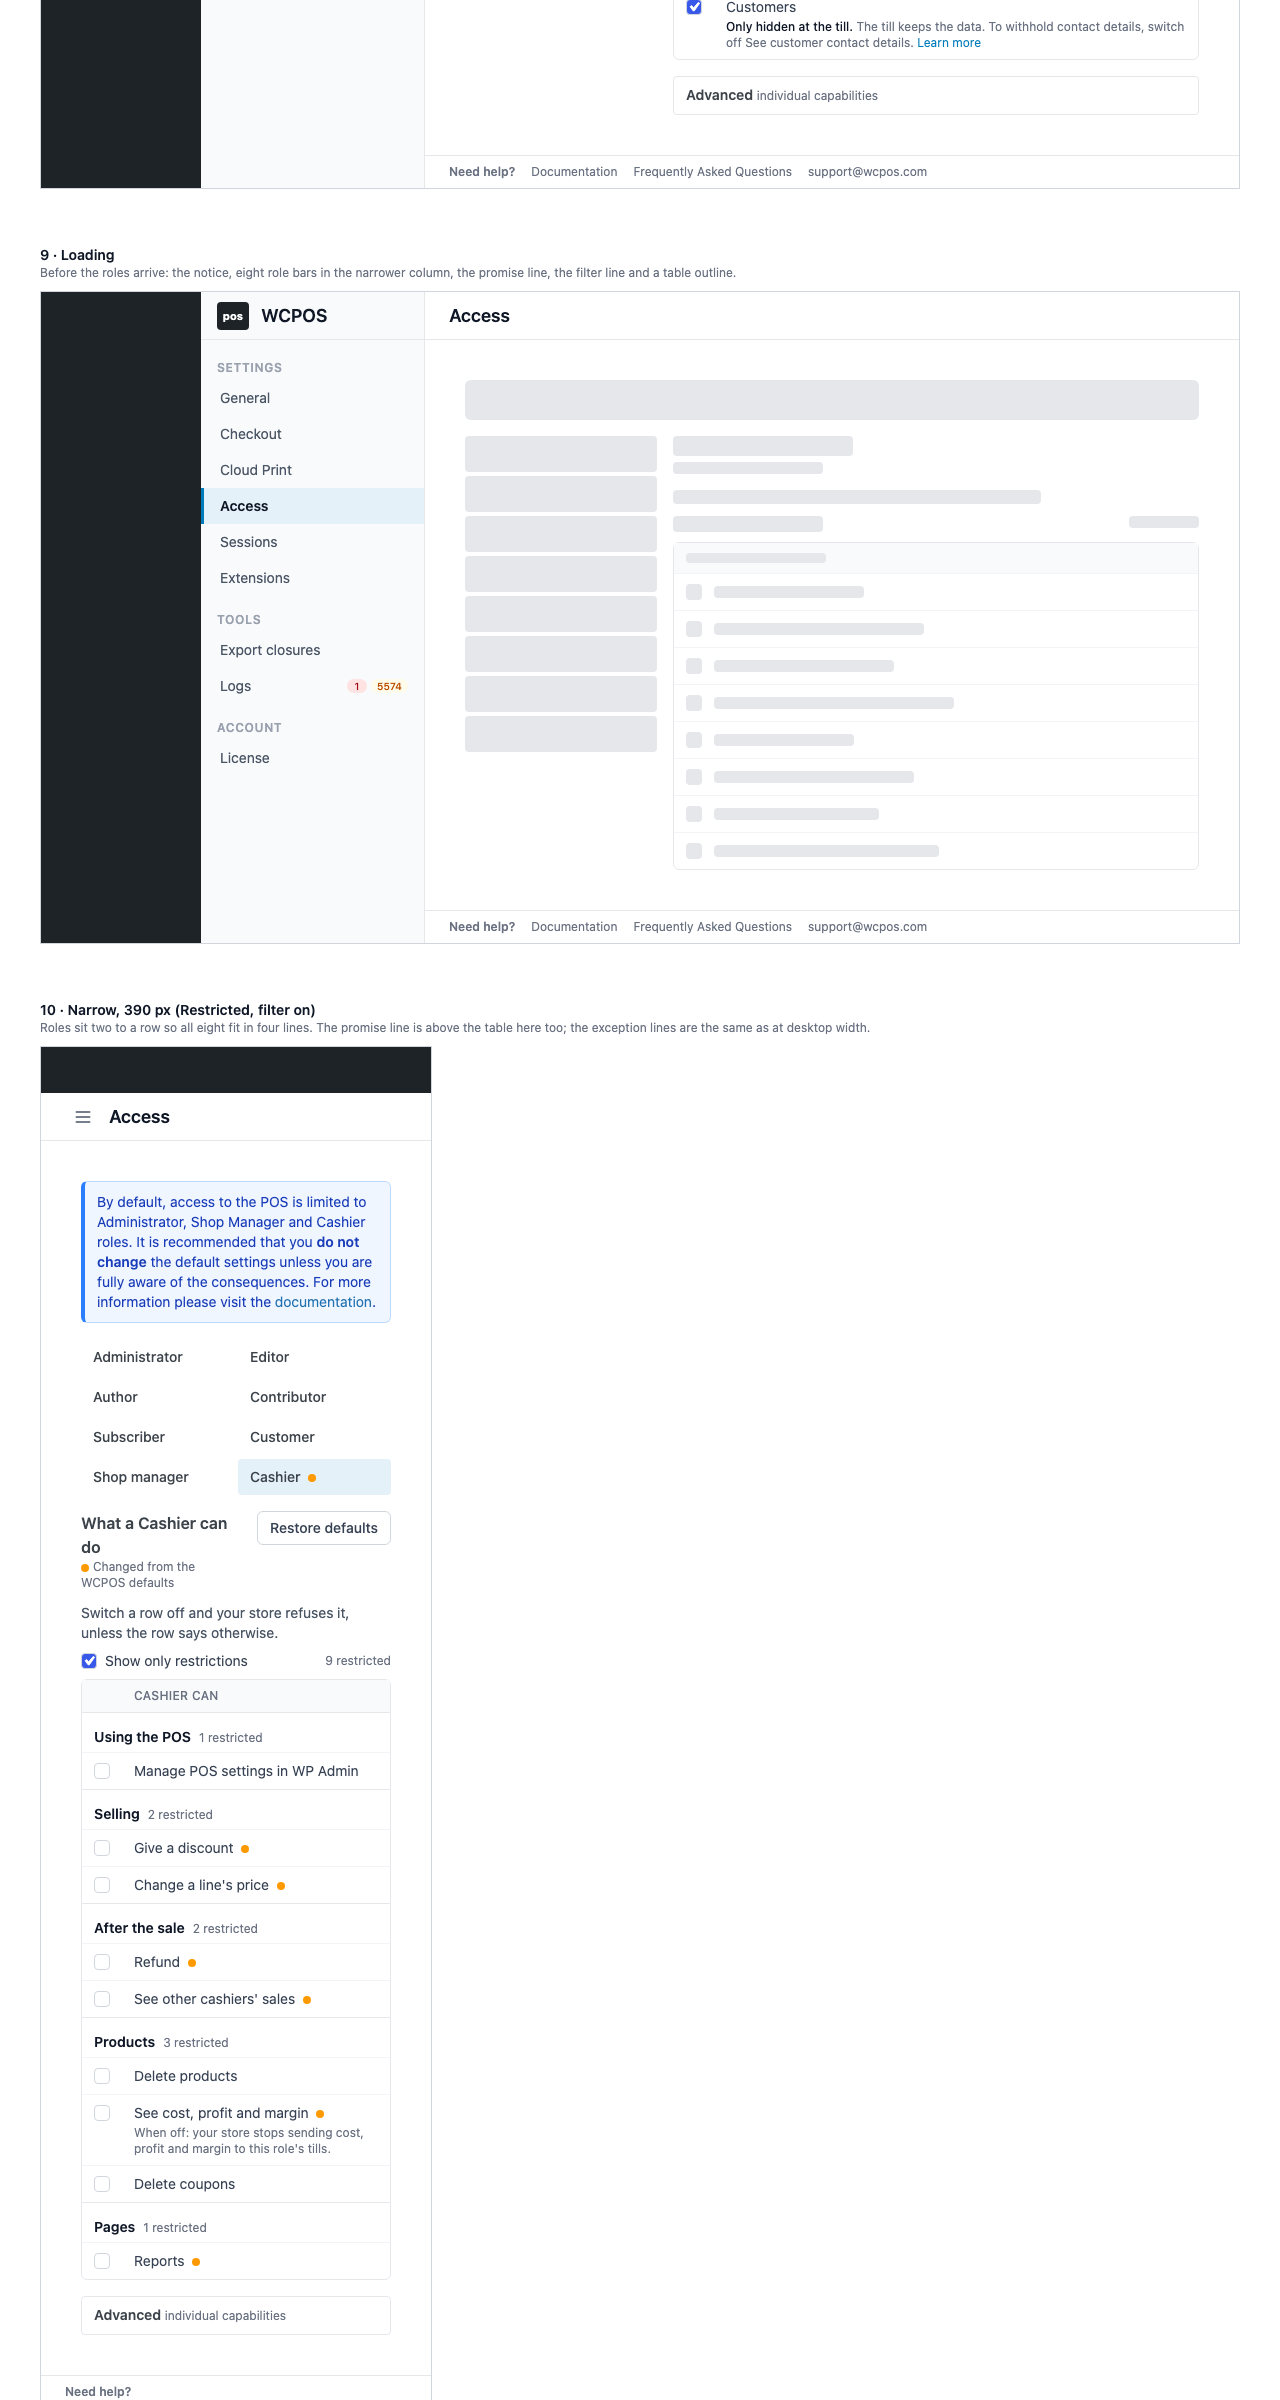 Customers
Only hidden at the till. The till keeps the data. To withhold contact details, switch
off See customer contact details. Learn more
Advanced individual capabilities
Need help? Documentation Frequently Asked Questions support@wcpos.com
9 · Loading
Before the roles arrive: the notice, eight role bars in the narrower column, the promise line, the filter line and a table outline.
pos WCPOS
Access
SETTINGS
General
Checkout
Cloud Print
Access
Sessions
Extensions
TOOLS
Export closures
Logs 1 5574
ACCOUNT
License
Need help? Documentation Frequently Asked Questions support@wcpos.com
10 · Narrow, 390 px (Restricted, filter on)
Roles sit two to a row so all eight fit in four lines. The promise line is above the table here too; the exception lines are the same as at desktop width.
Access
By default, access to the POS is limited to
Administrator, Shop Manager and Cashier
roles. It is recommended that you do not
change the default settings unless you are
fully aware of the consequences. For more
information please visit the documentation.
Administrator Editor
Author Contributor
Subscriber Customer
Shop manager Cashier
What a Cashier can
do
Restore defaults
Changed from the
WCPOS defaults
Switch a row off and your store refuses it,
unless the row says otherwise.
Show only restrictions 9 restricted
CASHIER CAN
Using the POS 1 restricted
Manage POS settings in WP Admin
Selling 2 restricted
Give a discount
Change a line's price
After the sale 2 restricted
Refund
See other cashiers' sales
Products 3 restricted
Delete products
See cost, profit and margin
When off: your store stops sending cost,
profit and margin to this role's tills.
Delete coupons
Pages 1 restricted
Reports
Advanced individual capabilities
Need help?